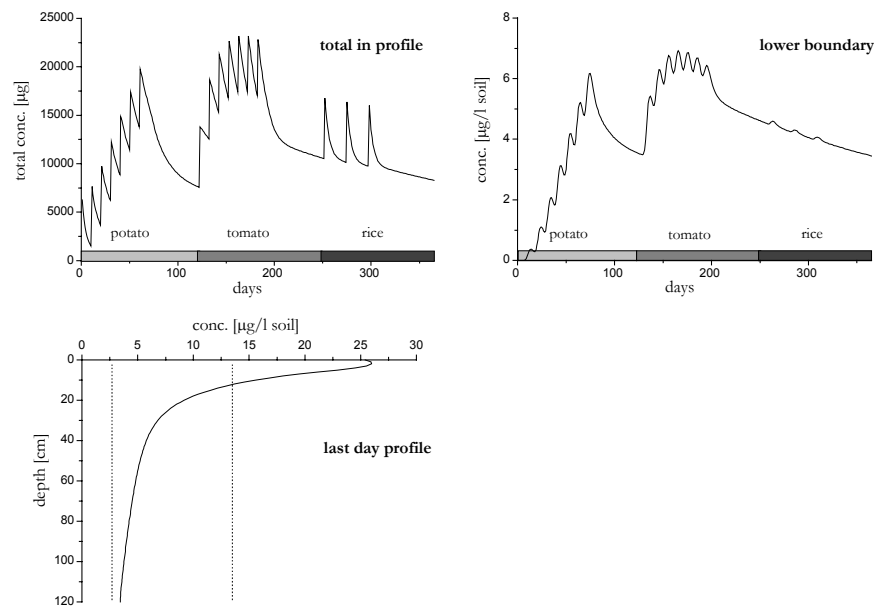 total in profile
total conc. [µg]
25000
20000
15000
10000
5000
0
potato
tomato
rice
0
100
200
300
days
lower boundary
conc. [µg/l soil]
8
6
4
2
0
potato
tomato
rice
0
100
200
300
days
conc. [µg/l soil]
0
5
10
15
20
25
30
depth [cm]
0
20
40
60
80
100
120
last day profile